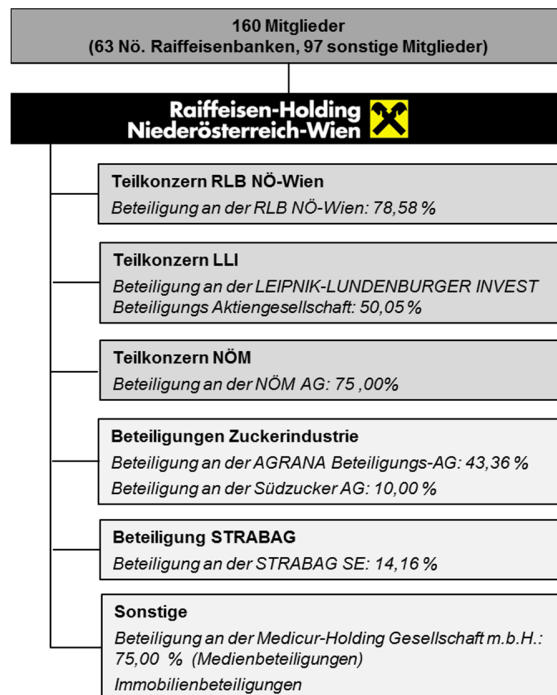 160 Mitglieder
(63 Nö. Raiffeisenbanken, 97 sonstige Mitglieder)
Raiffeisen-Holding
Niederösterreich-Wien
Teilkonzern RLB NÖ-Wien
Beteiligung an der RLB NÖ-Wien: 78,58 %
Teilkonzern LLI
Beteiligung an der LEIPNIK-LUNDENBURGER INVEST
Beteiligungs Aktiengesellschaft: 50,05 %
Teilkonzern NÖM
Beteiligung an der NÖM AG: 75 ,00%
Beteiligungen Zuckerindustrie
Beteiligung an der AGRANA Beteiligungs-AG: 43,36 %
Beteiligung an der Südzucker AG: 10,00 %
Beteiligung STRABAG
Beteiligung an der STRABAG SE: 14,16 %
Sonstige
Beteiligung an der Medicur-Holding Gesellschaft m.b.H.:
75,00 % (Medienbeteiligungen)
Immobilienbeteiligungen